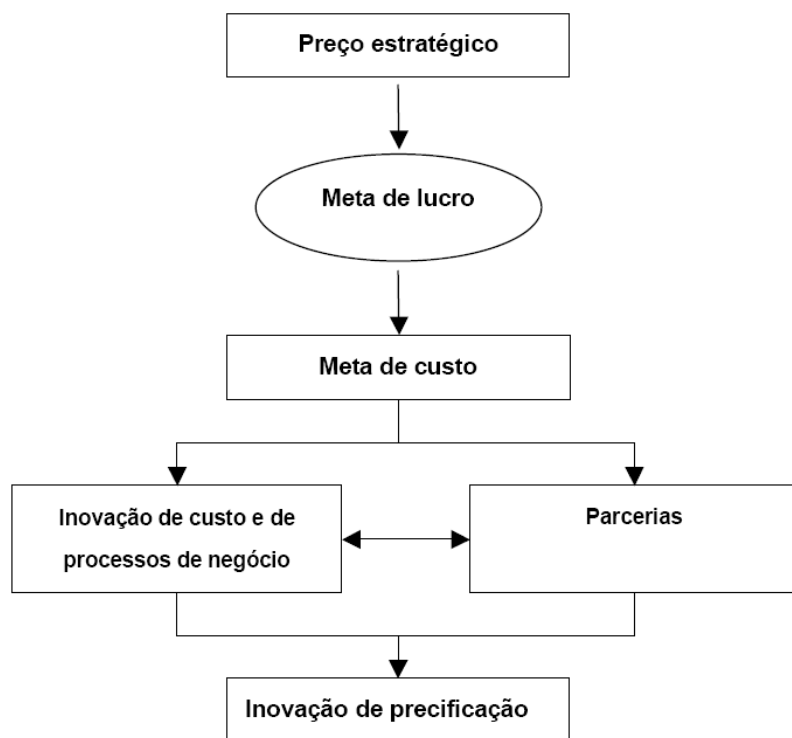 Preço estratégico
Meta de lucro
Meta de custo
Inovação de custo e de
processos de negócio
Parcerias
Inovação de precificação